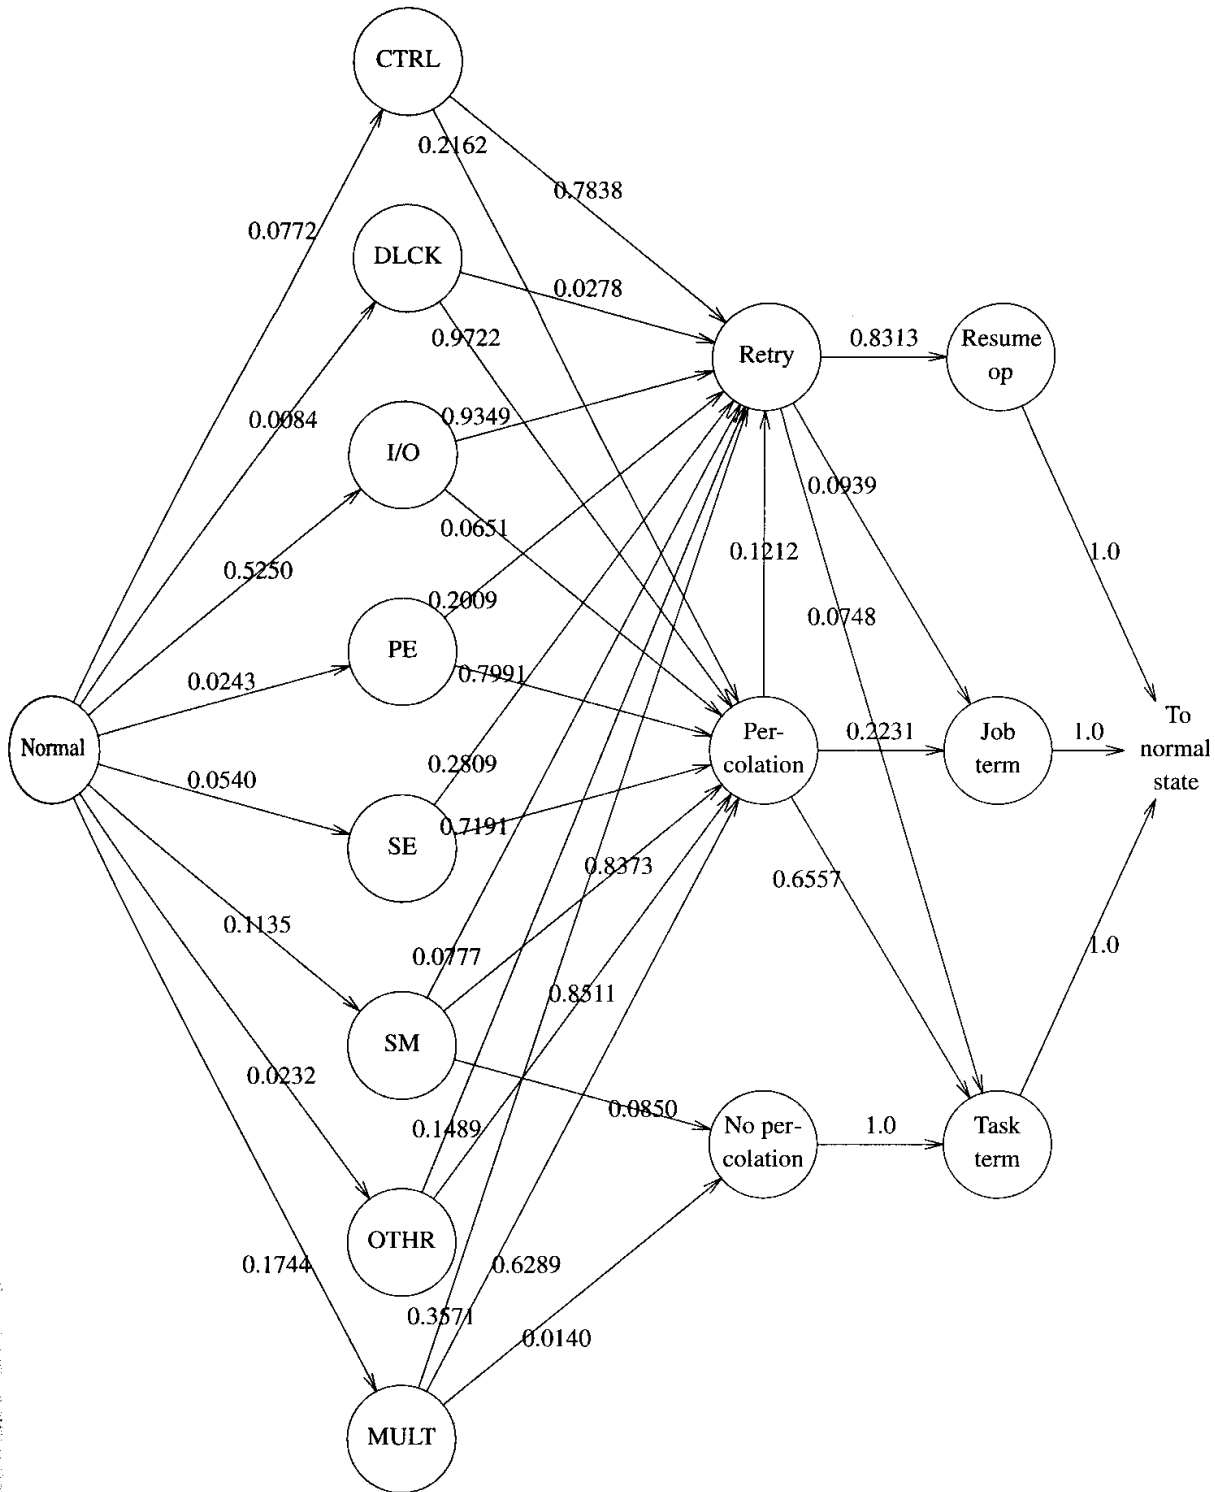 CTRL
0.2162
0.7838
0.0772
DLCK
0.0278
0.9722
Retry
0.8313
Resume
op
0.0084
0.9349
I/O
0.0939
0.0651
0.1212
1.0
0.5250
0.2009
0.0748
PE
0.7991
0.0243
To
normal
state
Normal
Per-
colation
0.2231
Job
term
1.0
0.2809
0.0540
0.7191
SE
0.8373
0.6557
0.1135
0.0777
1.0
0.8511
SM
0.0232
0.0850
0.1489
No per-
colation
1.0
Task
term
OTHR
0.1744
0.6289
0.3571
0.0140
MULT